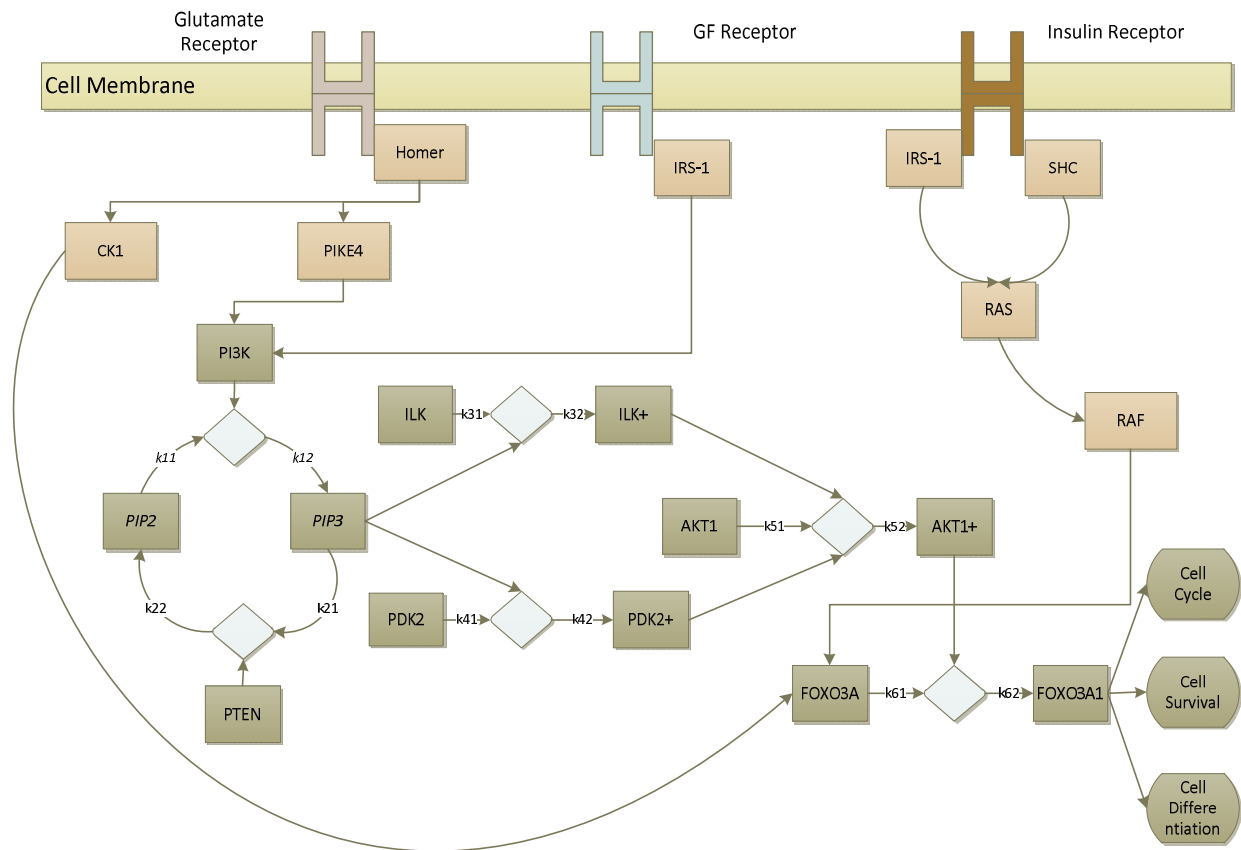 Glutamate
Receptor
GF Receptor
Insulin Receptor
Cell Membrane
Homer
IRS-1
IRS-1
SHC
CK1
PIKE4
RAS
PI3K
ILK
k31
k32
ILK+
RAF
k11
k12
PIP2
PIP3
AKT1
k51
k52
AKT1+
k22
k21
PDK2
k41
k42
PDK2+
Cell
Cycle
PTEN
FOXO3A
k61
k62
FOXO3A1
Cell
Survival
Cell
Differe
ntiation